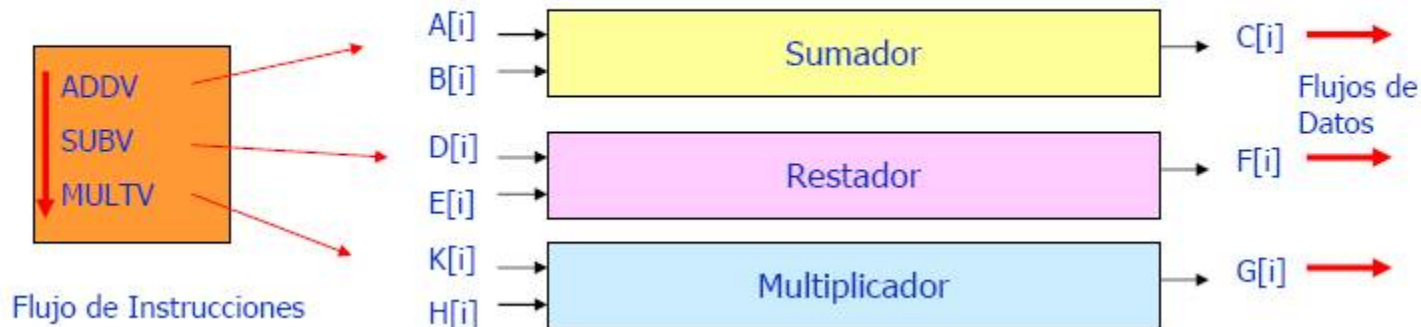 ADDV
SUBV
MULTV
Flujo de Instrucciones
A[i]
B[i]
Sumador
C[i]
D[i]
E[i]
Restador
F[i]
K[i]
H[i]
Multiplicador
G[i]
Flujos de
Datos